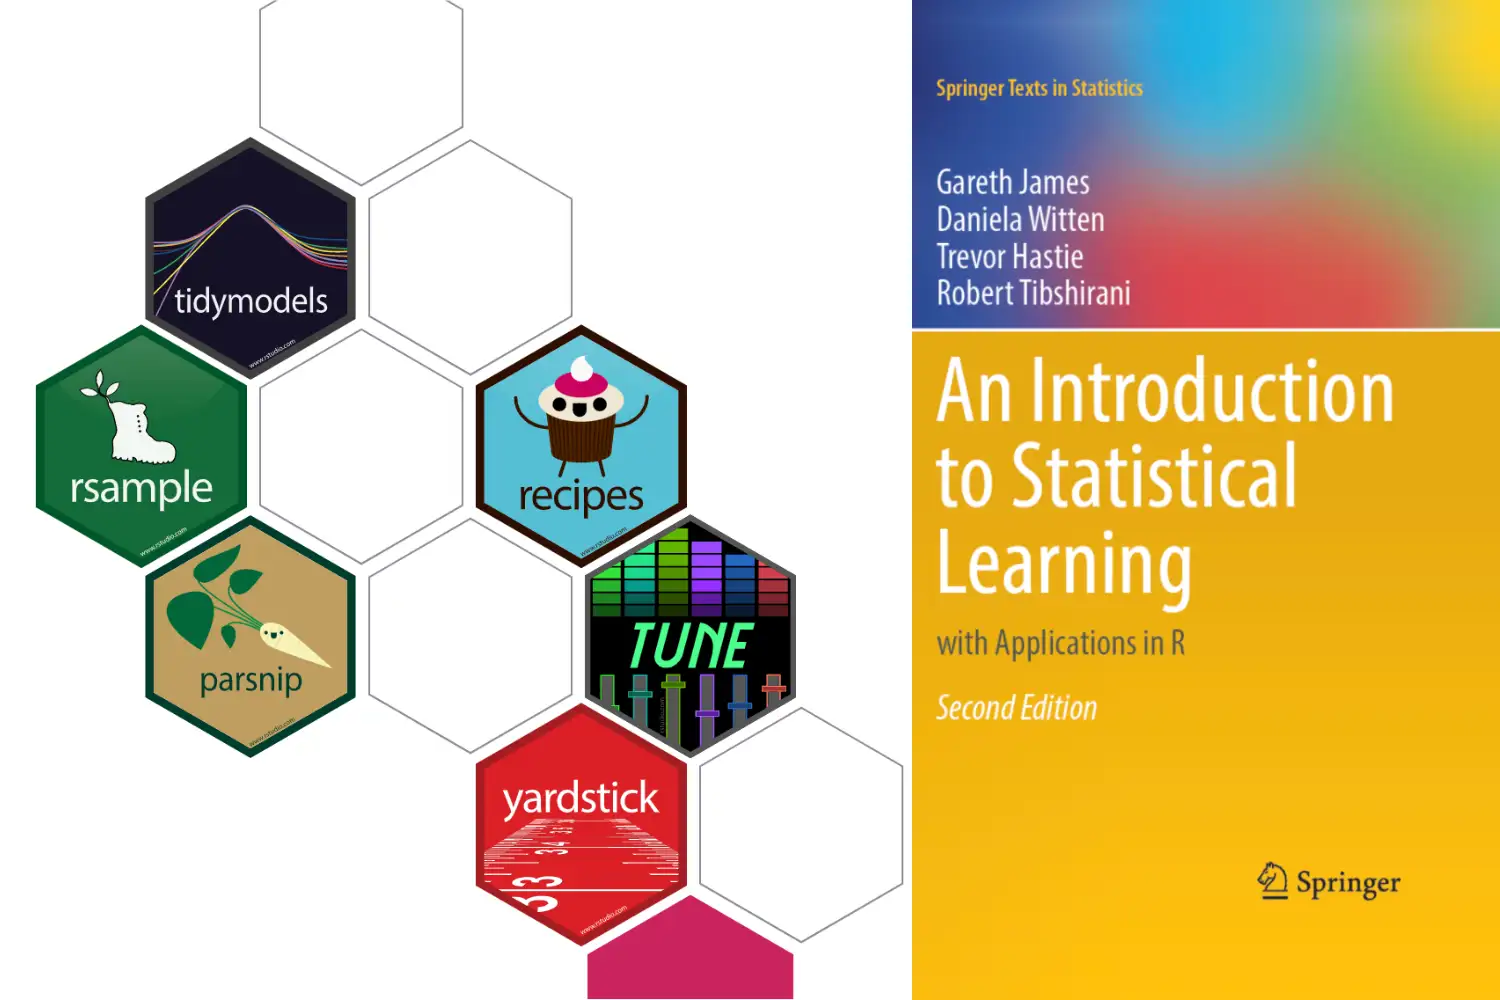 tidymodels
www.rstudio.com
rsample
www.rstudio.com
recipes
www.rstudio.com
parsnip
www.rstudio.com
TUNE
yardstick
34
33
www.rstudio.com
Springer Texts in Statistics
Gareth James
Daniela Witten
Trevor Hastie
Robert Tibshirani
An Introduction
to Statistical
Learning
with Applications in R
Second Edition
Springer